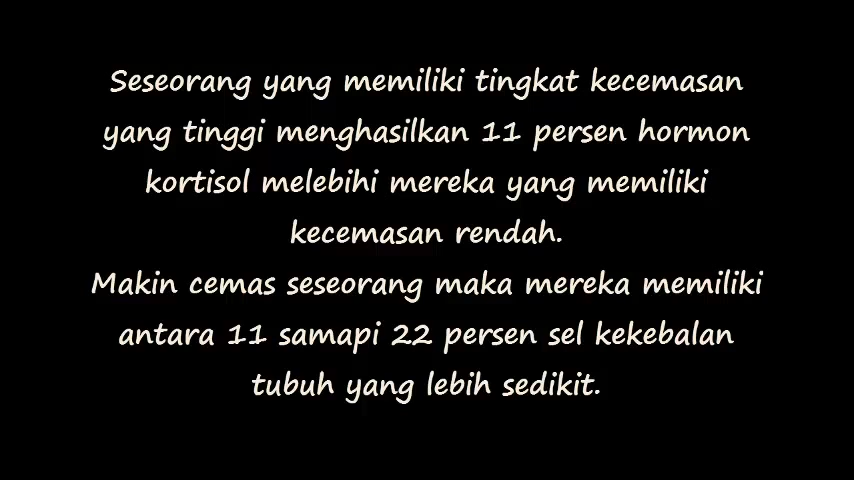 Seseorang yang memiliki tingkat kecemasan
yang tinggi menghasilkan 11 persen hormon
kortisol melebihi mereka yang memiliki
kecemasan rendah.
Makin cemas seseorang maka mereka memiliki
antara 11 samapi 22 persen sel kekebalan
tubuh yang lebih sedikit.